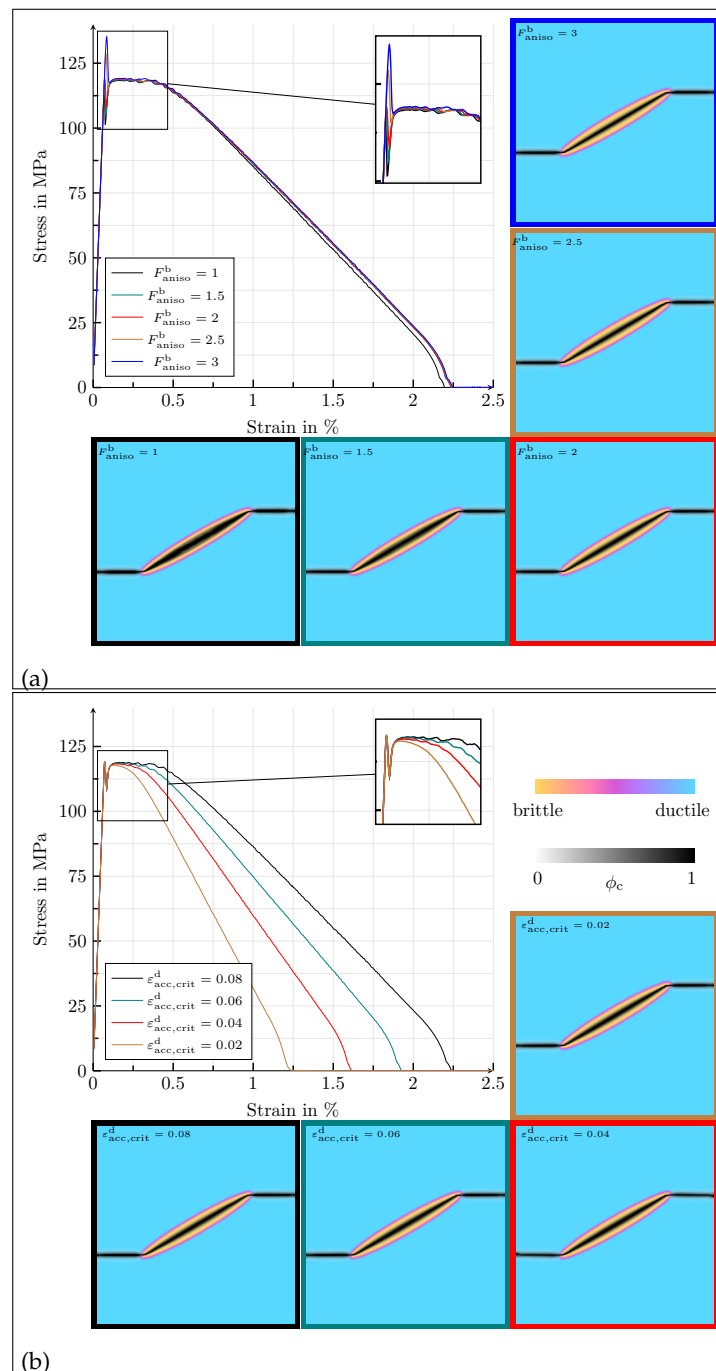 125
100
75
50
25
0
Stress in MPa
F^b_aniso = 1
F^b_aniso = 1.5
F^b_aniso = 2
F^b_aniso = 2.5
F^b_aniso = 3
0 0.5 1 1.5 2 2.5
Strain in %
F^b_aniso = 3
F^b_aniso = 2.5
F^b_aniso = 1
F^b_aniso = 1.5
F^b_aniso = 2
(a)
125
100
75
50
25
0
Stress in MPa
ε^d_acc,crit = 0.08
ε^d_acc,crit = 0.06
ε^d_acc,crit = 0.04
ε^d_acc,crit = 0.02
0 0.5 1 1.5 2 2.5
Strain in %
brittle ductile
0 ϕ_c 1
ε^d_acc,crit = 0.02
ε^d_acc,crit = 0.08
ε^d_acc,crit = 0.06
ε^d_acc,crit = 0.04
(b)